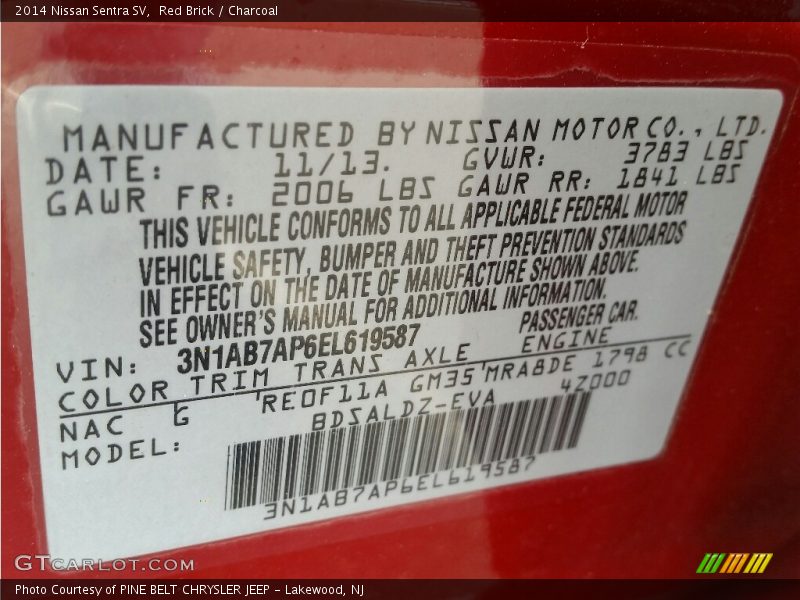 2014 Nissan Sentra SV, Red Brick / Charcoal
MANUFACTURED BY NISSAN MOTOR CO., LTD.
DATE: 11/13. GVWR: 3783 LBS
GAWR FR: 2006 LBS GAWR RR: 1841 LBS
THIS VEHICLE CONFORMS TO ALL APPLICABLE FEDERAL MOTOR
VEHICLE SAFETY, BUMPER AND THEFT PREVENTION STANDARDS
IN EFFECT ON THE DATE OF MANUFACTURE SHOWN ABOVE.
SEE OWNER'S MANUAL FOR ADDITIONAL INFORMATION.
VIN: 3N1AB7AP6EL619587 PASSENGER CAR.
COLOR TRIM TRANS AXLE ENGINE
NAC G RE0F11A GM35 MRA8DE 1798 CC
MODEL: BDSALDZ-EVA 4Z000
3N1AB7AP6EL619587
GTCARLOT.COM
Photo Courtesy of PINE BELT CHRYSLER JEEP - Lakewood, NJ